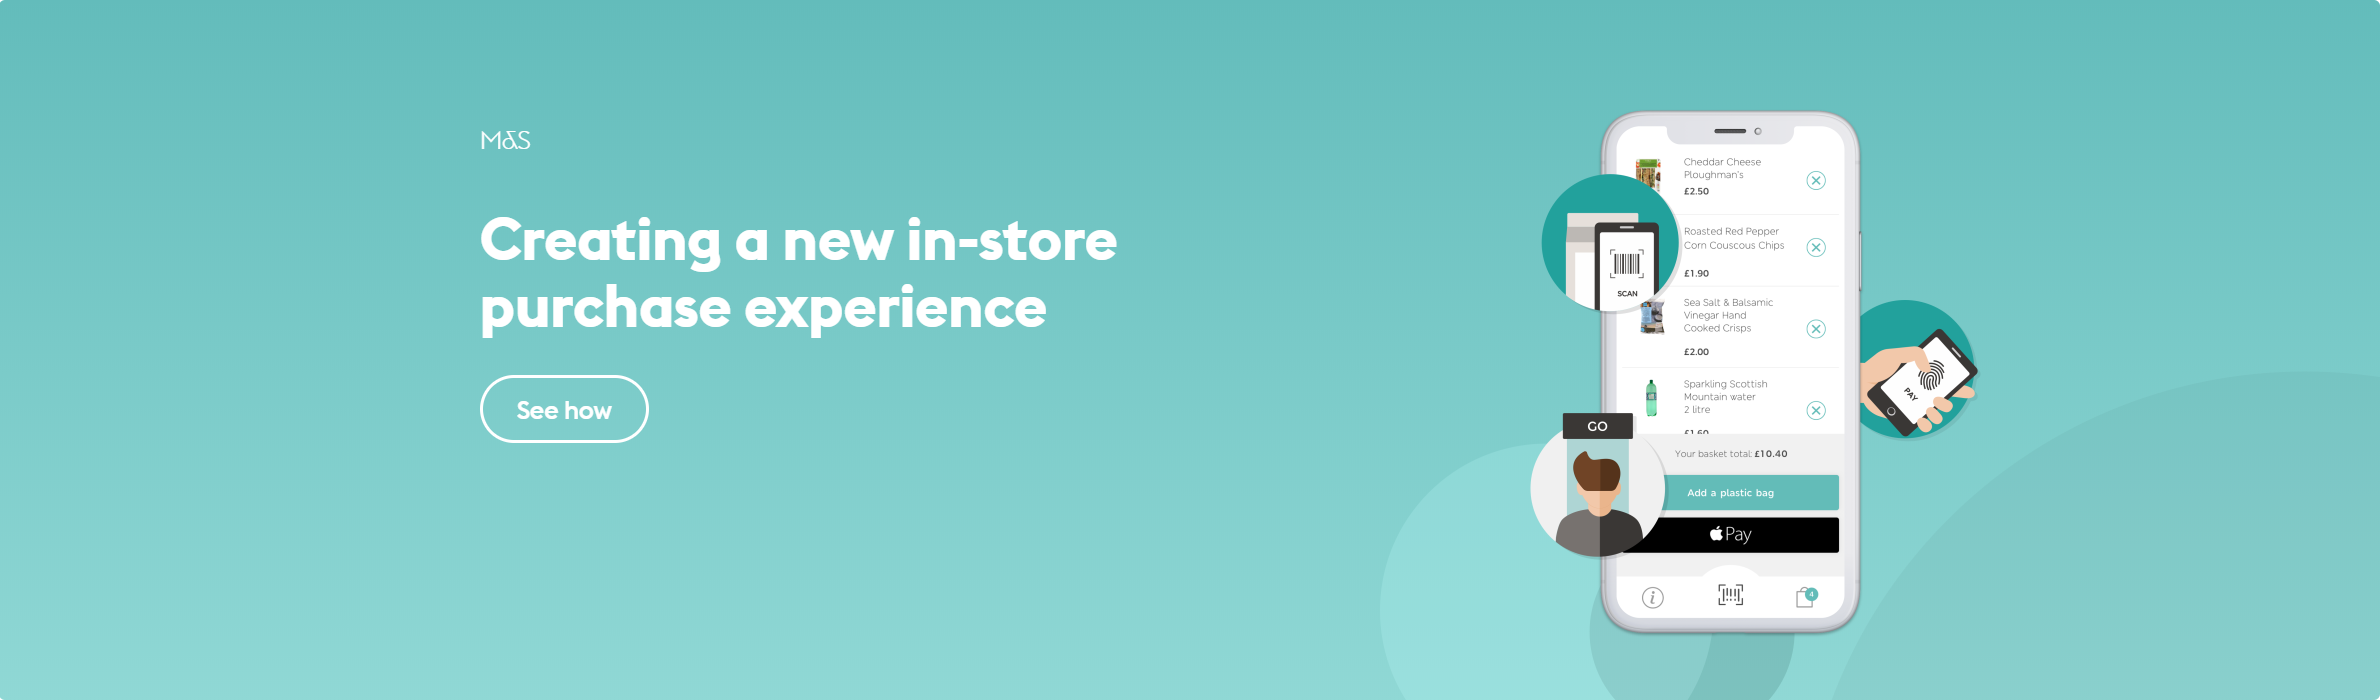 M&S
Creating a new in-store
purchase experience
See how
Cheddar Cheese
Ploughman's
£2.50
Roasted Red Pepper
Corn Couscous Chips
£1.90
Sea Salt & Balsamic
Vinegar Hand
Cooked Crisps
£2.00
Sparkling Scottish
Mountain water
2 litre
£1.60
Your basket total: £10.40
Add a plastic bag
Pay
4
SCAN
PAY
GO